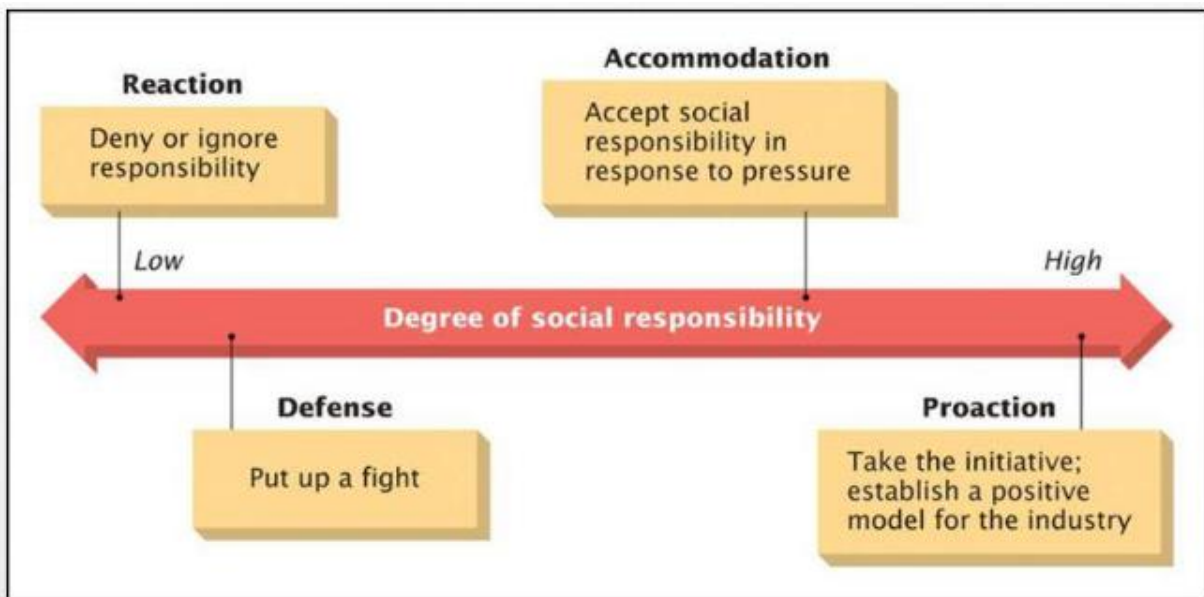 Accommodation
Reaction
Accept social
responsibility in
response to pressure
Deny or ignore
responsibility
Low
High
Degree of social responsibility
Defense
Put up a fight
Proaction
Take the initiative;
establish a positive
model for the industry